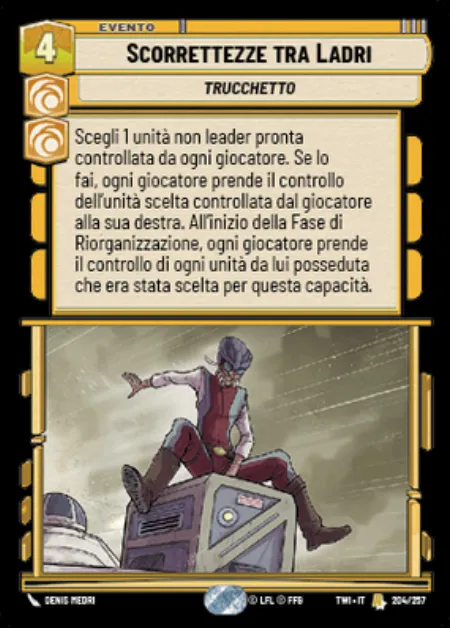 EVENTO
4
SCORRETTEZZE TRA LADRI
TRUCCHETTO
Scegli 1 unità non leader pronta
controllata da ogni giocatore. Se lo
fai, ogni giocatore prende il controllo
dell'unità scelta controllata dal giocatore
alla sua destra. All'inizio della Fase di
Riorganizzazione, ogni giocatore prende
il controllo di ogni unità da lui posseduta
che era stata scelta per questa capacità.
DENIS MEDRI
© LFL © FFG
TWI • IT
204/257